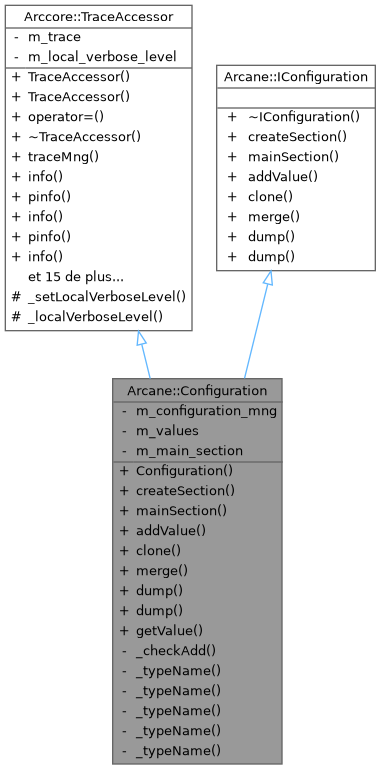 Arccore::TraceAccessor
- m_trace
- m_local_verbose_level
+ TraceAccessor()
+ TraceAccessor()
+ operator=()
+ ~TraceAccessor()
+ traceMng()
+ info()
+ pinfo()
+ info()
+ pinfo()
+ info()
et 15 de plus...
# _setLocalVerboseLevel()
# _localVerboseLevel()
Arcane::IConfiguration
+ ~IConfiguration()
+ createSection()
+ mainSection()
+ addValue()
+ clone()
+ merge()
+ dump()
+ dump()
Arcane::Configuration
- m_configuration_mng
- m_values
- m_main_section
+ Configuration()
+ createSection()
+ mainSection()
+ addValue()
+ clone()
+ merge()
+ dump()
+ dump()
+ getValue()
- _checkAdd()
- _typeName()
- _typeName()
- _typeName()
- _typeName()
- _typeName()